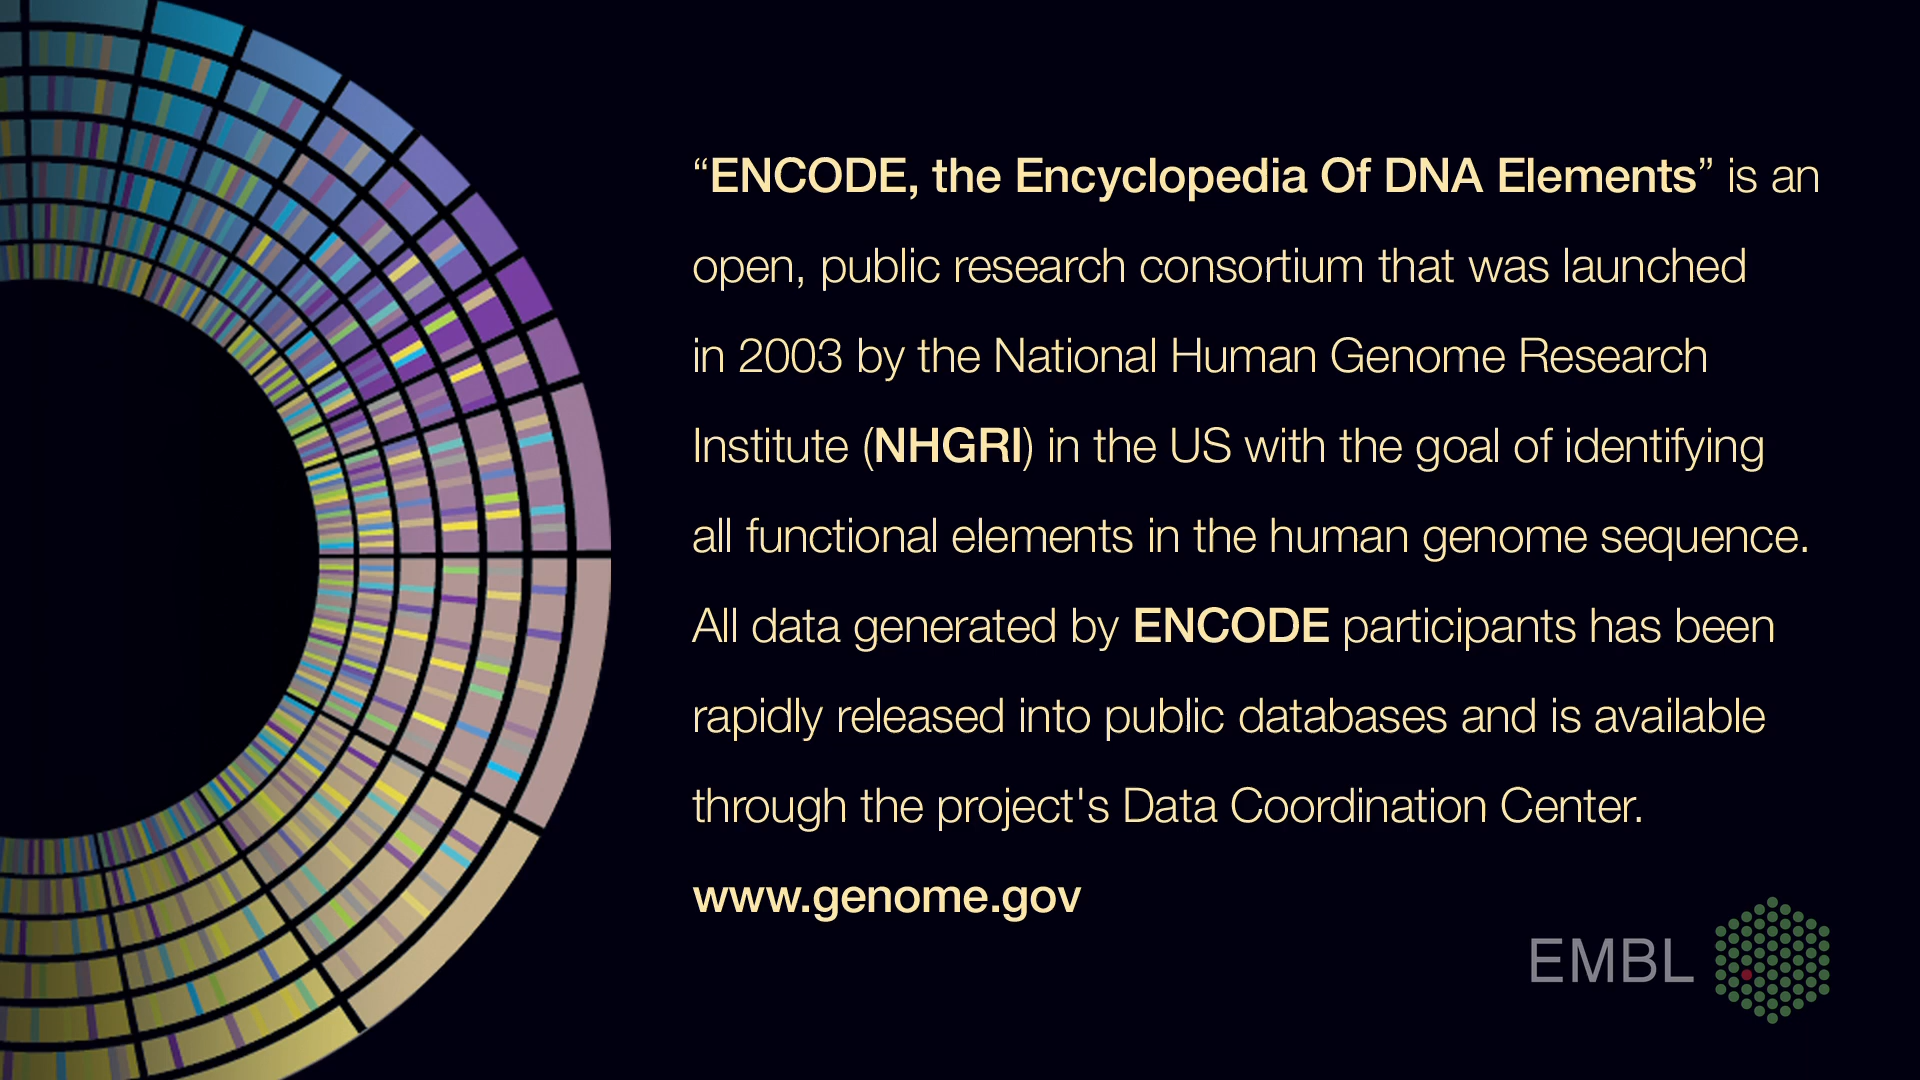 “ENCODE, the Encyclopedia Of DNA Elements” is an
open, public research consortium that was launched
in 2003 by the National Human Genome Research
Institute (NHGRI) in the US with the goal of identifying
all functional elements in the human genome sequence.
All data generated by ENCODE participants has been
rapidly released into public databases and is available
through the project's Data Coordination Center.
www.genome.gov
EMBL